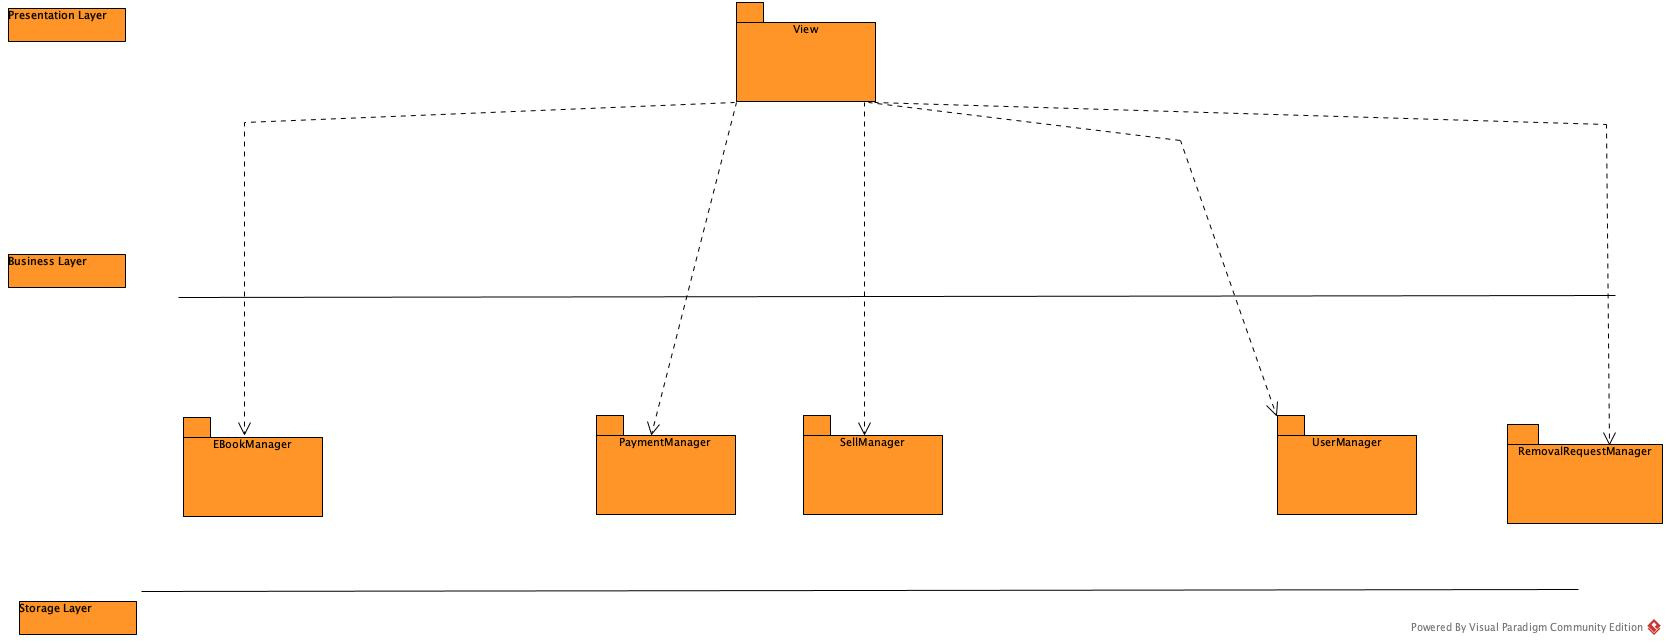 Presentation Layer
View
Business Layer
EBookManager
PaymentManager
SellManager
UserManager
RemovalRequestManager
Storage Layer
Powered By Visual Paradigm Community Edition